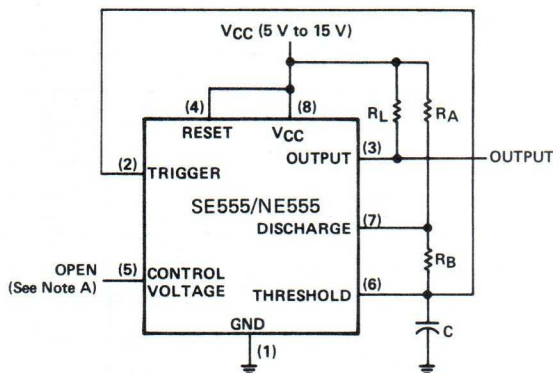 VCC (5 V to 15 V)
(4)
(8)
RL
RA
RESET
VCC
(3)
OUTPUT
OUTPUT
(2)
TRIGGER
SE555/NE555
(7)
DISCHARGE
RB
OPEN
(See Note A)
(5)
CONTROL
VOLTAGE
(6)
THRESHOLD
GND
C
(1)